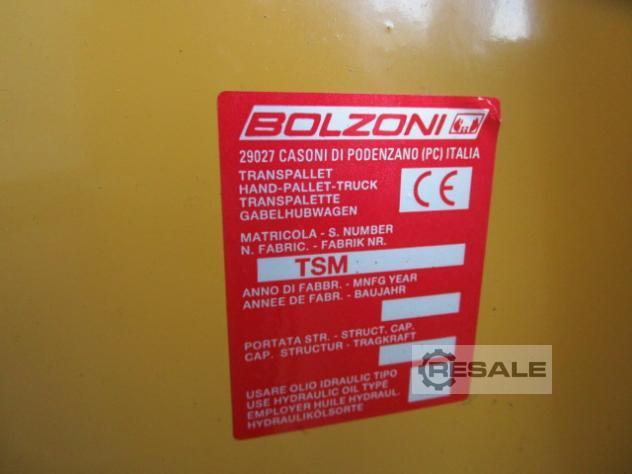 BOLZONI
29027 CASONI DI PODENZANO (PC) ITALIA
TRANSPALLET
HAND-PALLET-TRUCK
TRANSPALETTE
GABELHUBWAGEN
CE
MATRICOLA - S. NUMBER
N. FABRIC. - FABRIK NR.
TSM
ANNO DI FABBR. - MNFG YEAR
ANNEE DE FABR. - BAUJAHR
PORTATA STR. - STRUCT. CAP.
CAP. STRUCTUR - TRAGKRAFT
RESALE
USARE OLIO IDRAULIC TIPO
USE HYDRAULIC OIL TYPE
EMPLOYER HUILE HYDRAUL.
HYDRAULIKÖLSORTE